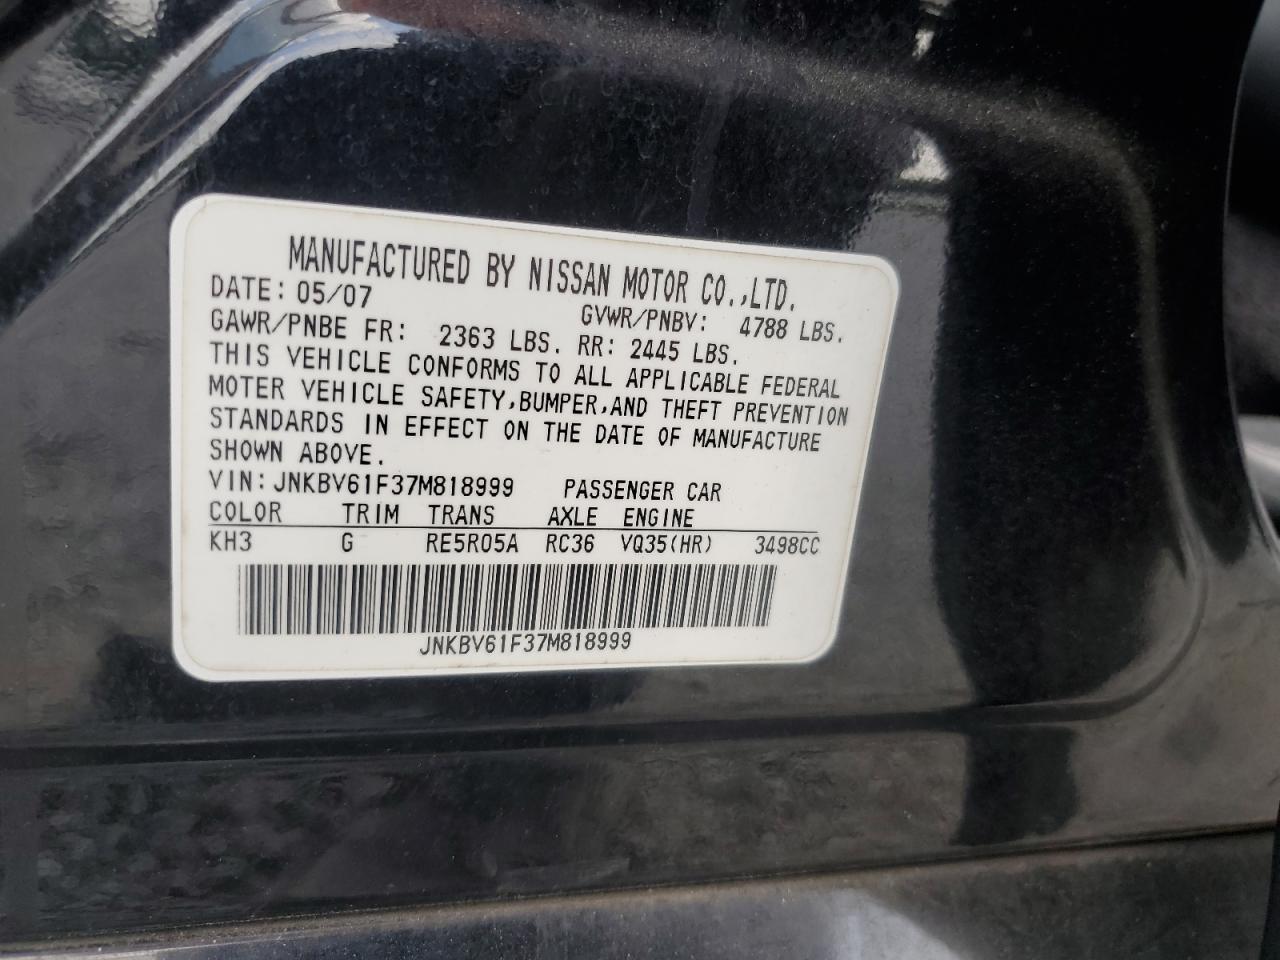 MANUFACTURED BY NISSAN MOTOR CO.,LTD.
DATE: 05/07 GVWR/PNBV: 4788 LBS.
GAWR/PNBE FR: 2363 LBS. RR: 2445 LBS.
THIS VEHICLE CONFORMS TO ALL APPLICABLE FEDERAL
MOTER VEHICLE SAFETY,BUMPER,AND THEFT PREVENTION
STANDARDS IN EFFECT ON THE DATE OF MANUFACTURE
SHOWN ABOVE.
VIN:JNKBV61F37M818999 PASSENGER CAR
COLOR TRIM TRANS AXLE ENGINE
KH3 G RE5R05A RC36 VQ35(HR) 3498CC
JNKBV61F37M818999